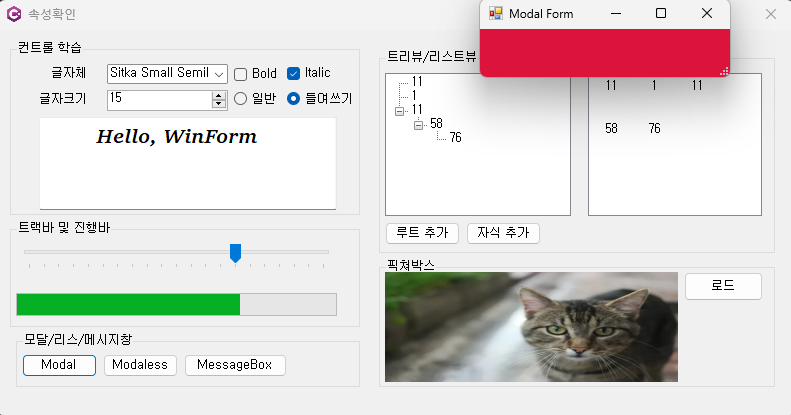 속성확인
Modal Form
컨트롤 학습
글자체
Sitka Small Semil
Bold
Italic
글자크기
15
일반
들여쓰기
Hello, WinForm
트랙바 및 진행바
모달/리스/메시지창
Modal
Modaless
MessageBox
트리뷰/리스트뷰
11
1
11
58
76
11 1 11
58 76
루트 추가
자식 추가
픽쳐박스
로드